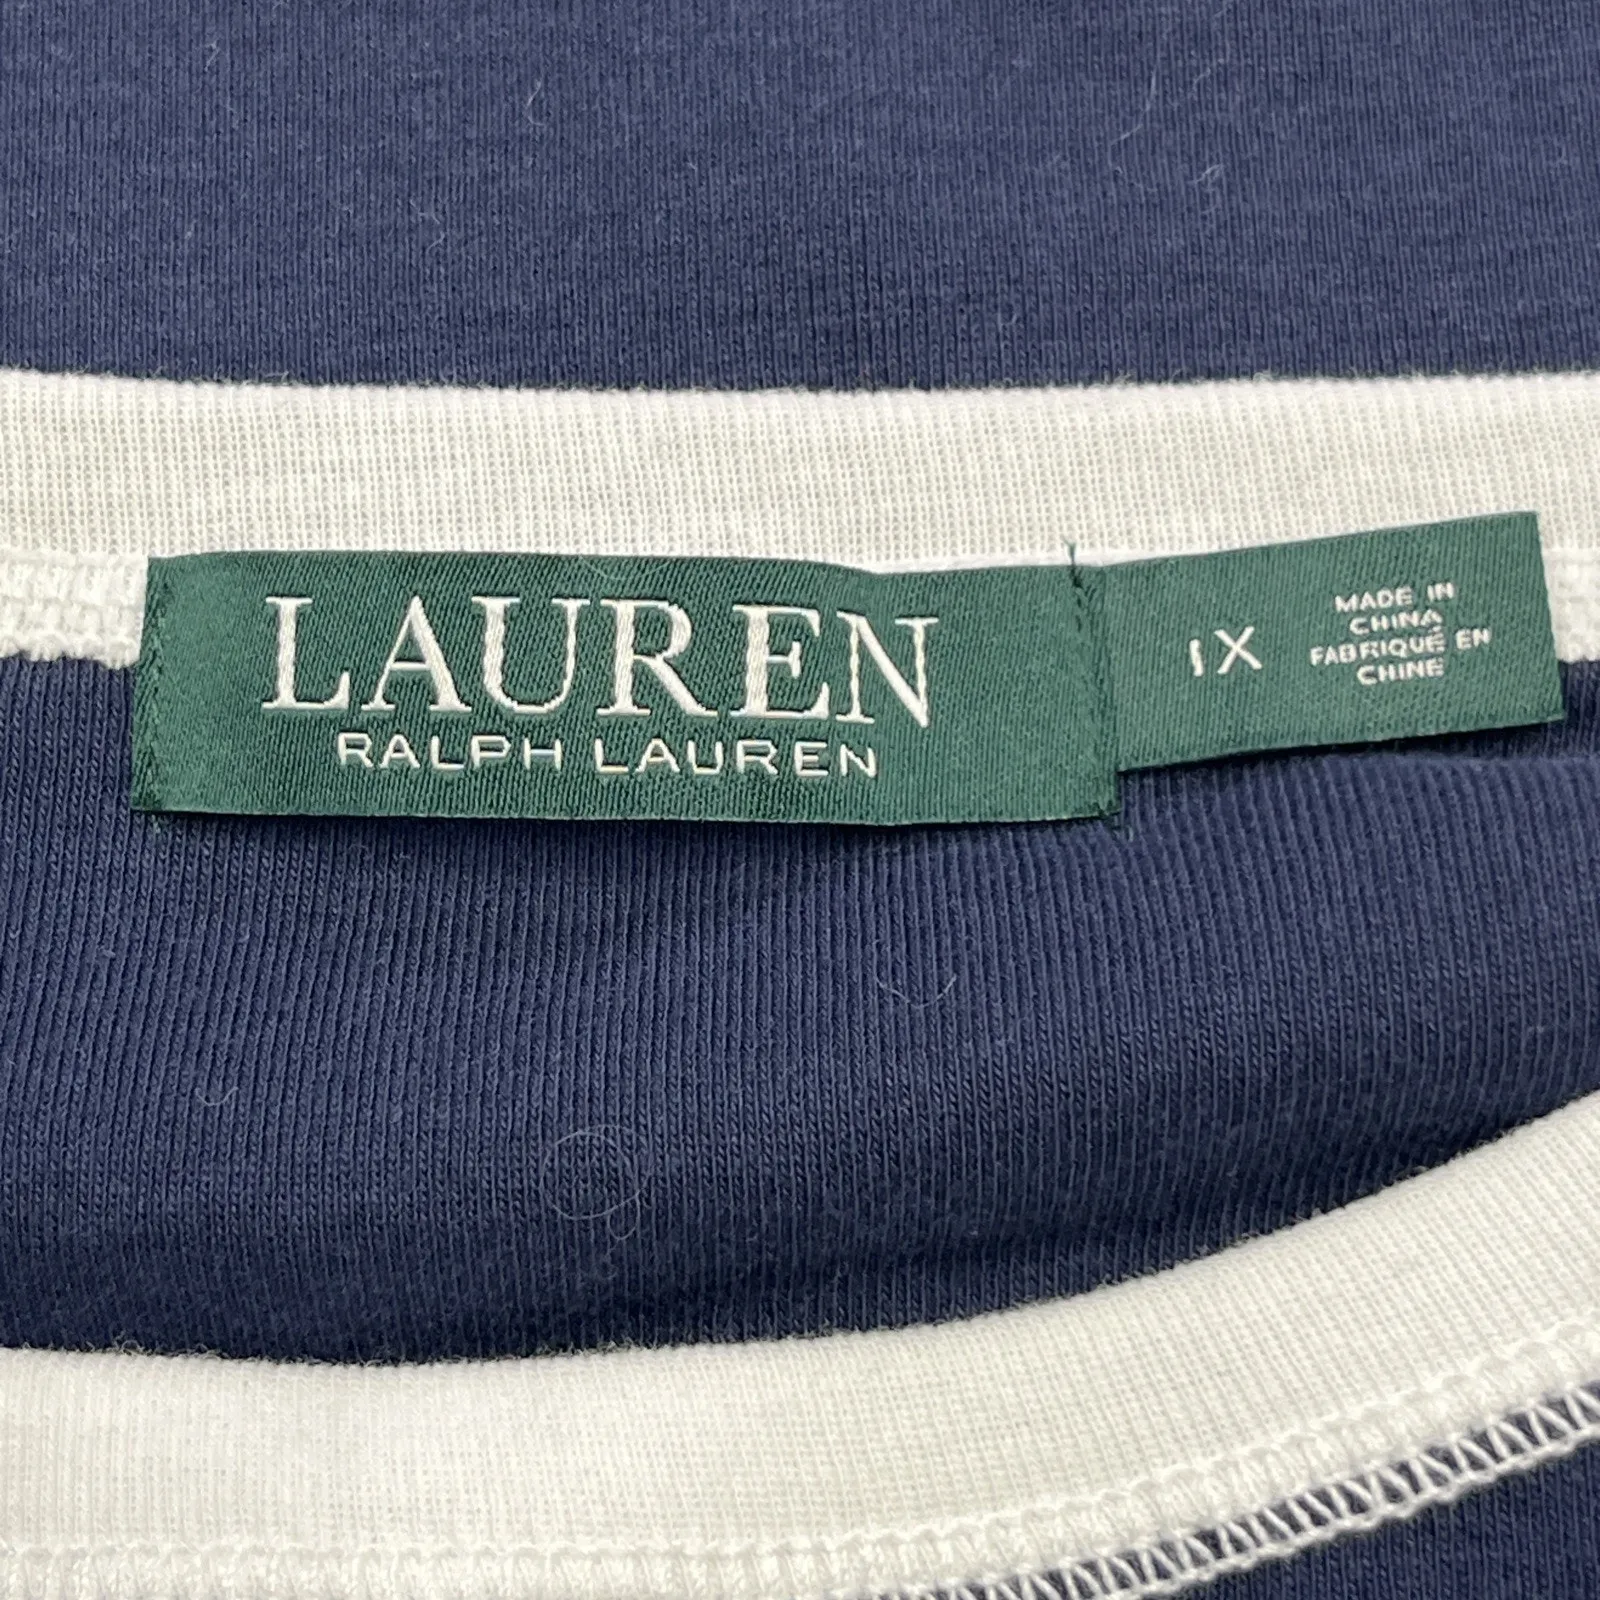 LAUREN
RALPH LAUREN
1X
MADE IN
CHINA
FABRIQUÉ EN
CHINE